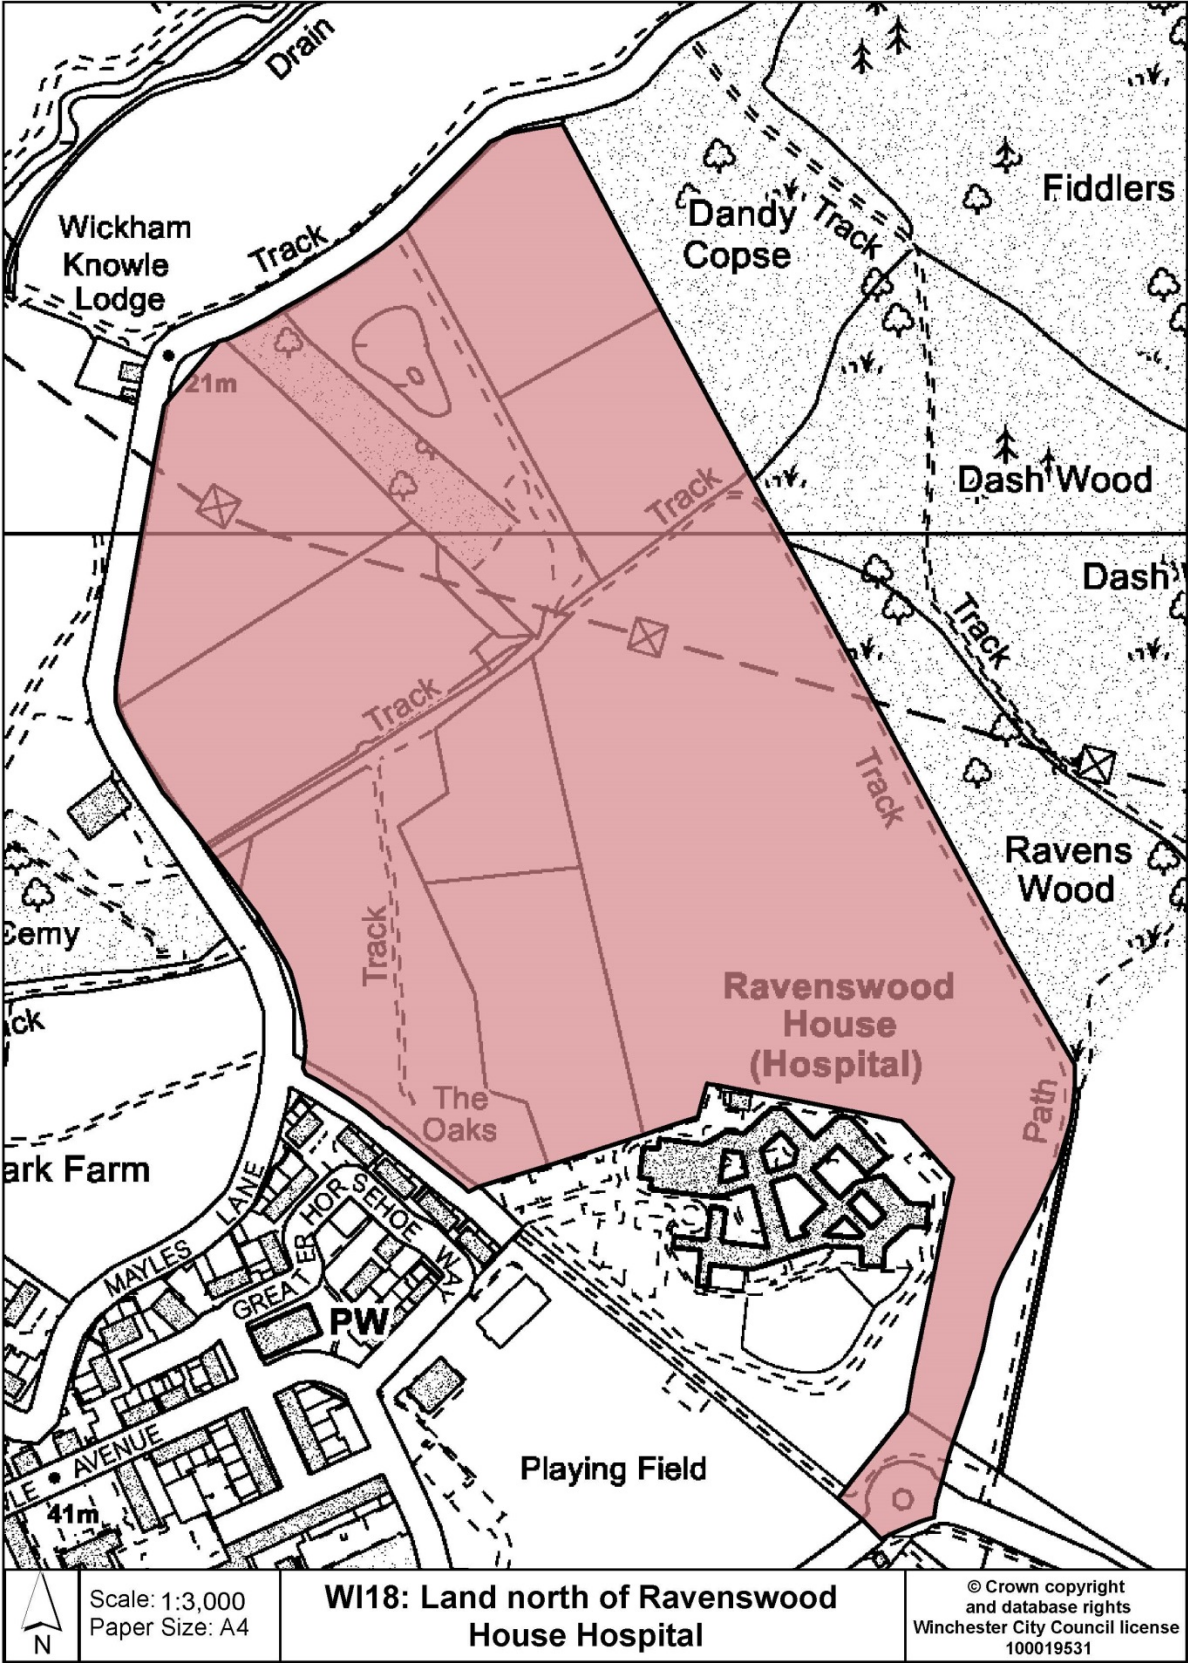 Drain
Fiddlers
Wickham
Knowle
Lodge
Track
Dandy
Copse
Track
21m
Dash Wood
Track
Dash
Track
Track
Track
Ravens
Wood
Cemy
Track
Ravenswood
House
(Hospital)
ck
The
Oaks
Path
ark Farm
MAYLES LANE
GREATER HORSEHOE WAY
PW
Playing Field
LE AVENUE
41m
N
Scale: 1:3,000
Paper Size: A4
WI18: Land north of Ravenswood
House Hospital
© Crown copyright
and database rights
Winchester City Council license
100019531